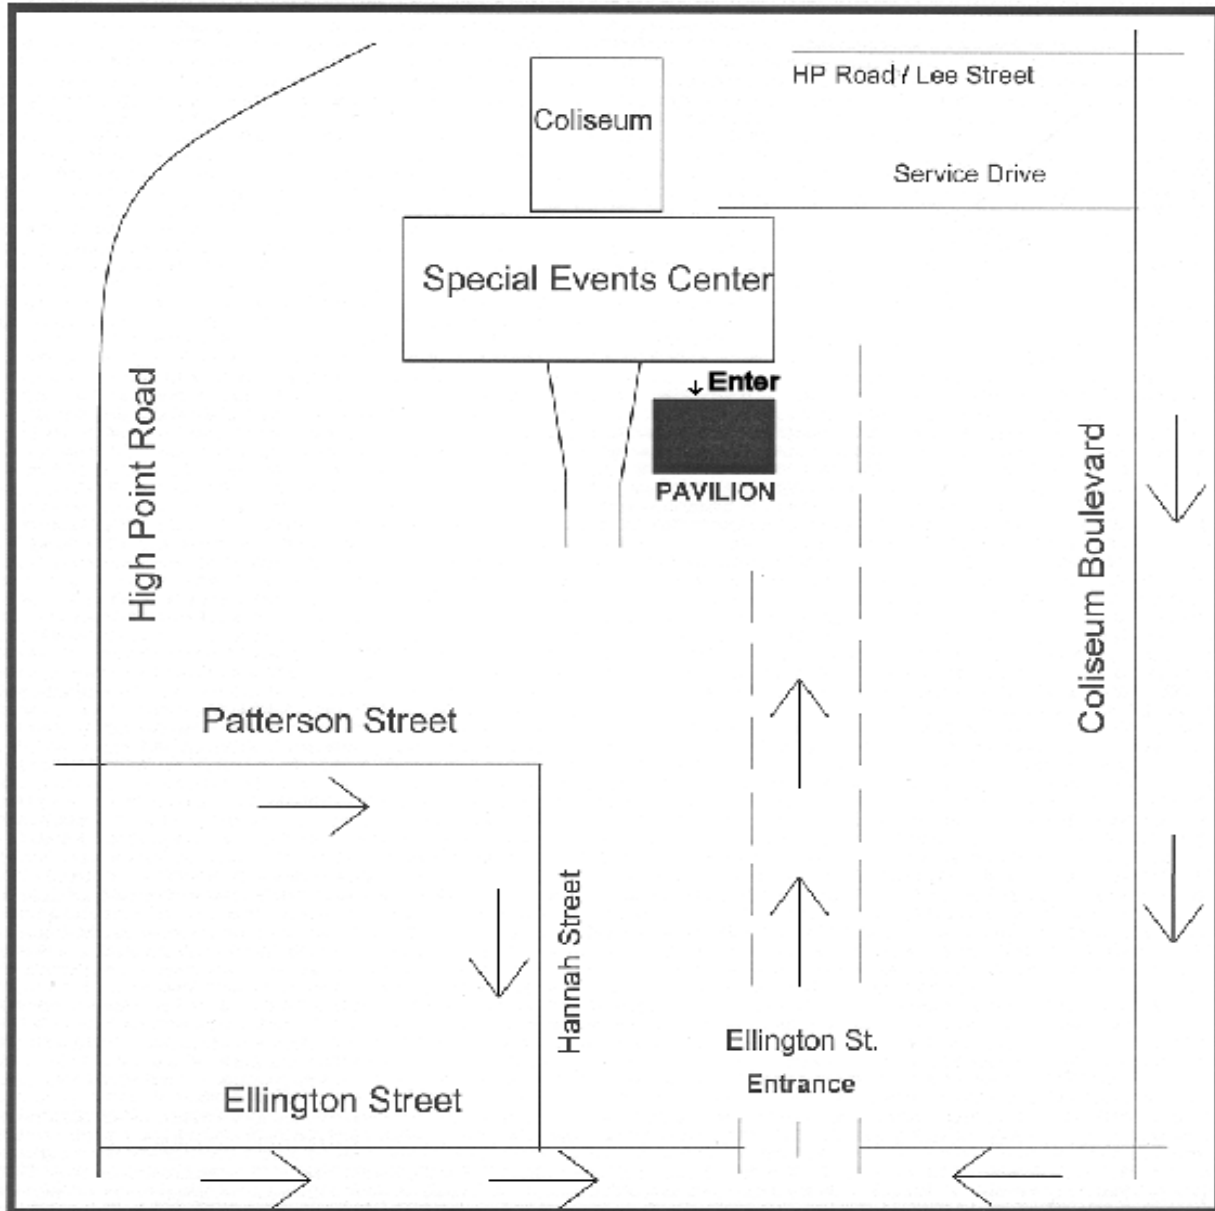 HP Road / Lee Street
Coliseum
Service Drive
Special Events Center
Enter
PAVILION
High Point Road
Coliseum Boulevard
Patterson Street
Hannah Street
Ellington St.
Entrance
Ellington Street